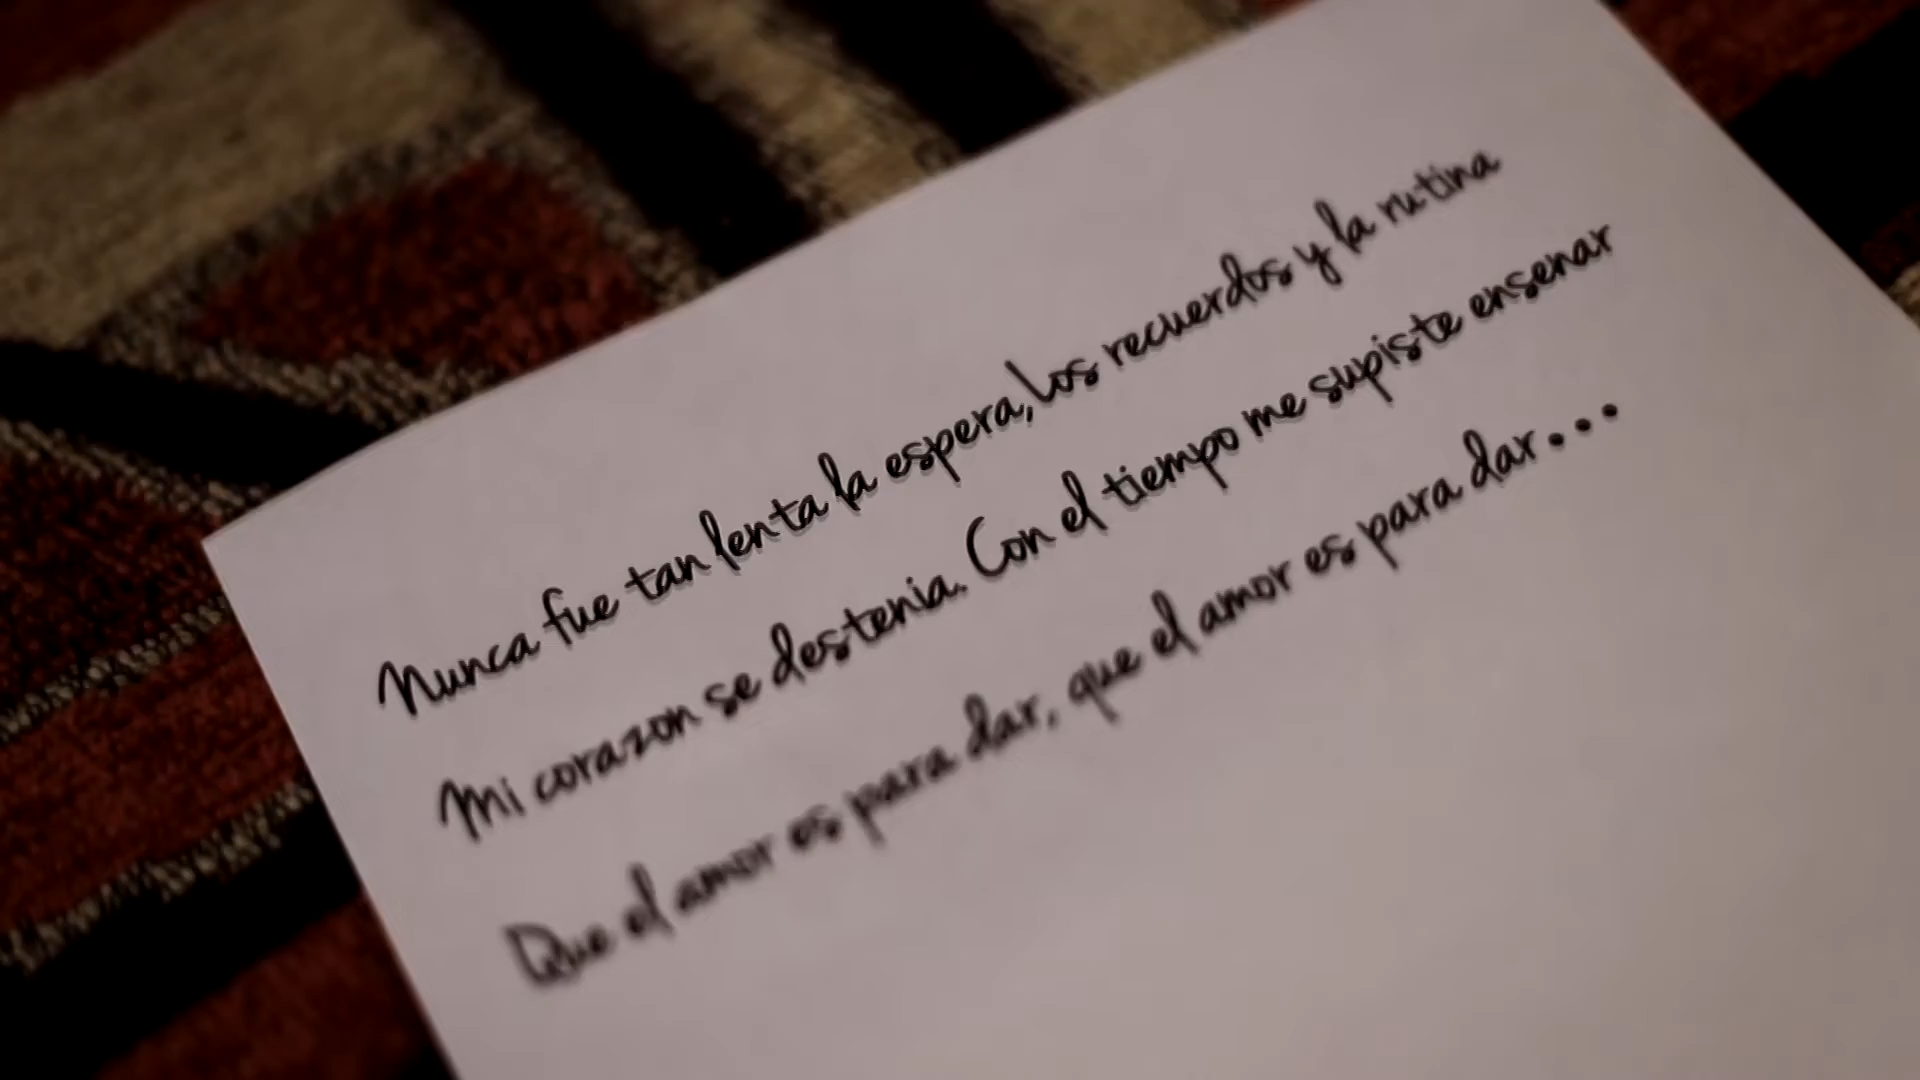 Nunca fue tan lenta la espera, los recuerdos y la rutina
Mi corazon se destenia. Con el tiempo me supiste ensenar
Que el amor es para dar, que el amor es para dar...